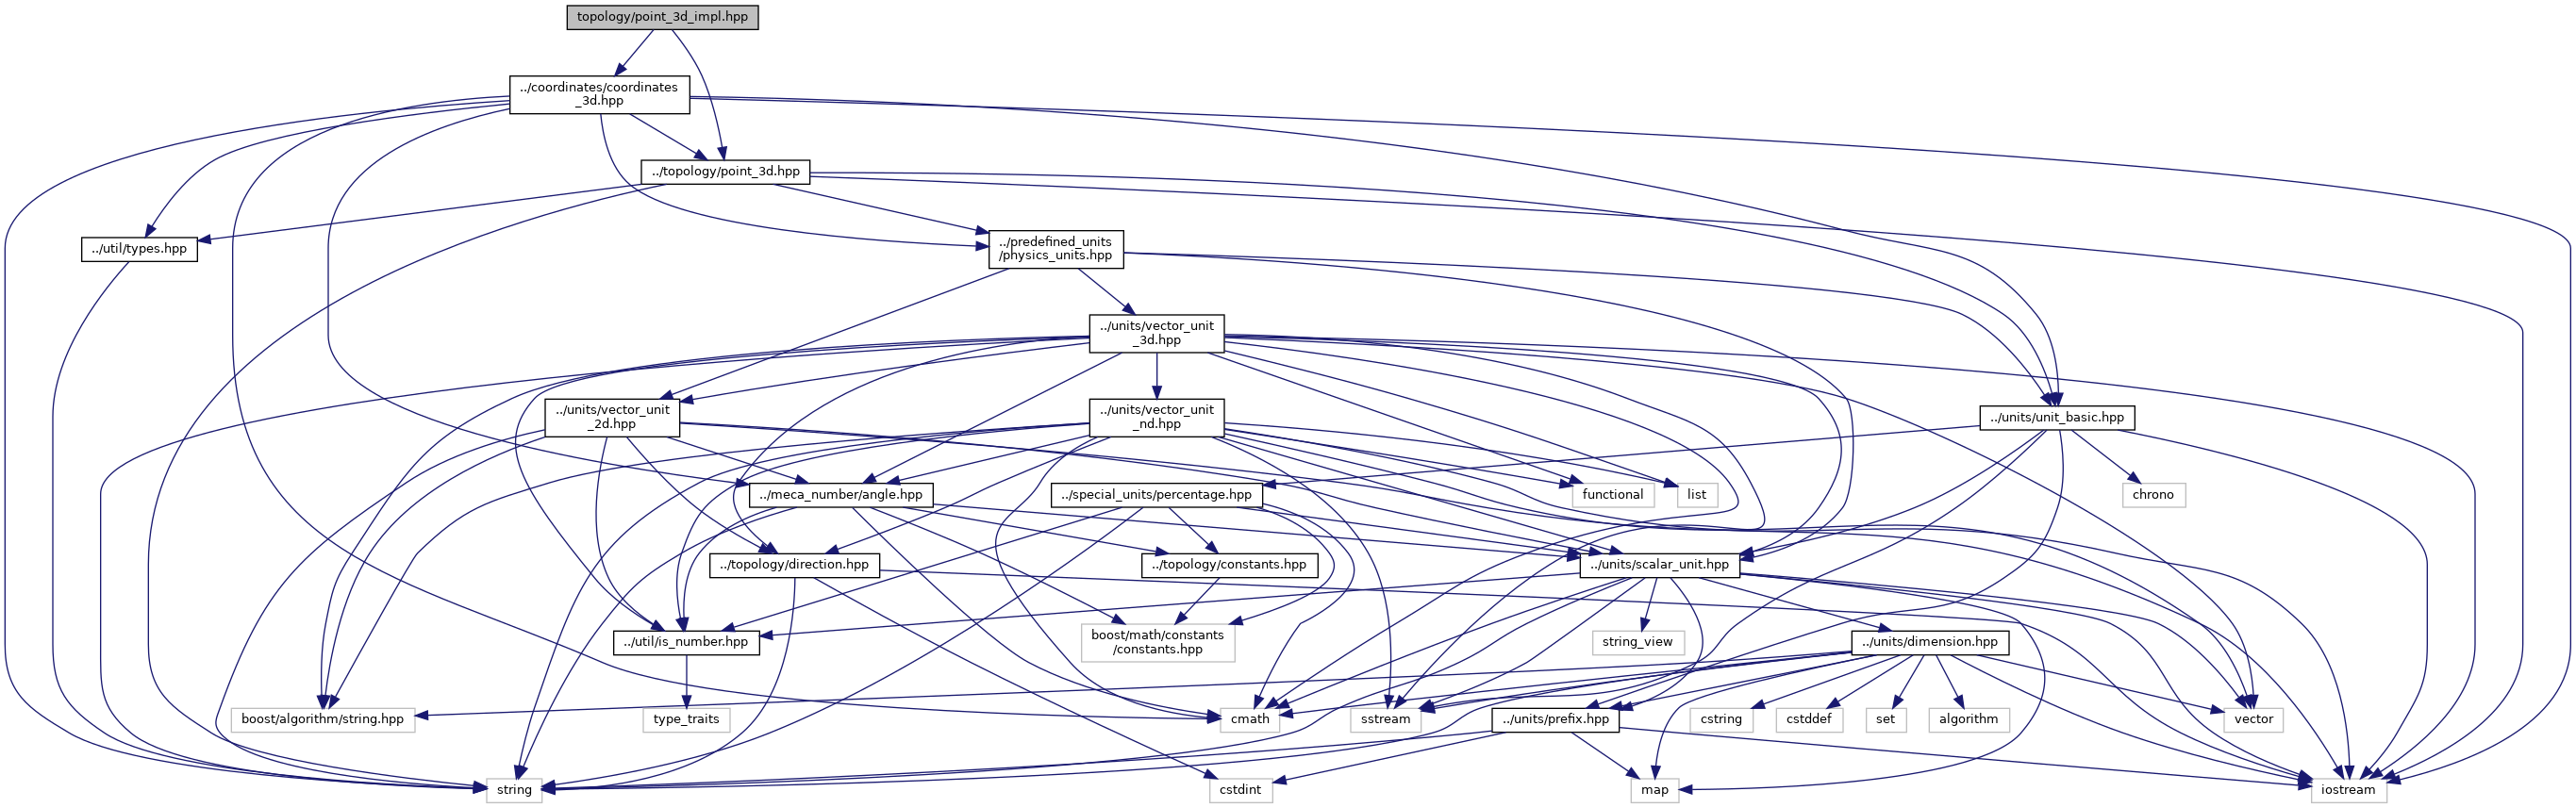 topology/point_3d_impl.hpp
../coordinates/coordinates
_3d.hpp
../topology/point_3d.hpp
../util/types.hpp
../predefined_units
/physics_units.hpp
../units/vector_unit
_3d.hpp
../units/vector_unit
_2d.hpp
../units/vector_unit
_nd.hpp
../units/unit_basic.hpp
../meca_number/angle.hpp
../special_units/percentage.hpp
functional
list
chrono
../topology/direction.hpp
../topology/constants.hpp
../units/scalar_unit.hpp
../util/is_number.hpp
boost/math/constants
/constants.hpp
string_view
../units/dimension.hpp
boost/algorithm/string.hpp
type_traits
cmath
sstream
../units/prefix.hpp
cstring
cstddef
set
algorithm
vector
string
cstdint
map
iostream